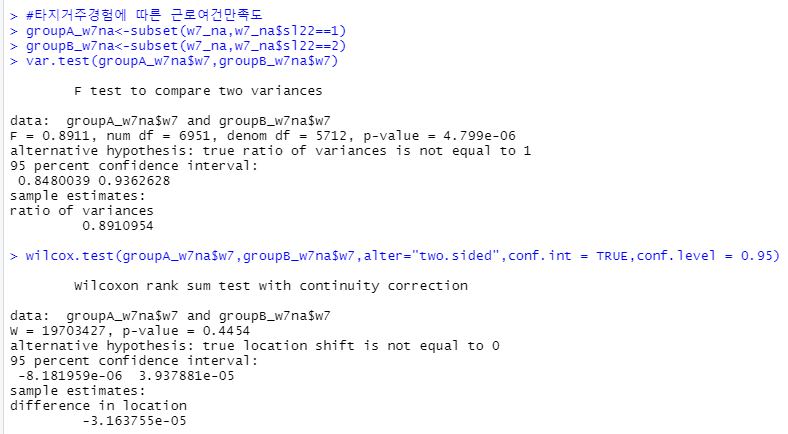 > #타지거주경험에 따른 근로여건만족도
> groupA_w7na<-subset(w7_na,w7_na$sl22==1)
> groupB_w7na<-subset(w7_na,w7_na$sl22==2)
> var.test(groupA_w7na$w7,groupB_w7na$w7)
F test to compare two variances
data:  groupA_w7na$w7 and groupB_w7na$w7
F = 0.8911, num df = 6951, denom df = 5712, p-value = 4.799e-06
alternative hypothesis: true ratio of variances is not equal to 1
95 percent confidence interval:
0.8480039 0.9362628
sample estimates:
ratio of variances
0.8910954
> wilcox.test(groupA_w7na$w7,groupB_w7na$w7,alter="two.sided",conf.int = TRUE,conf.level = 0.95)
Wilcoxon rank sum test with continuity correction
data:  groupA_w7na$w7 and groupB_w7na$w7
W = 19703427, p-value = 0.4454
alternative hypothesis: true location shift is not equal to 0
95 percent confidence interval:
-8.181959e-06  3.937881e-05
sample estimates:
difference in location
-3.163755e-05